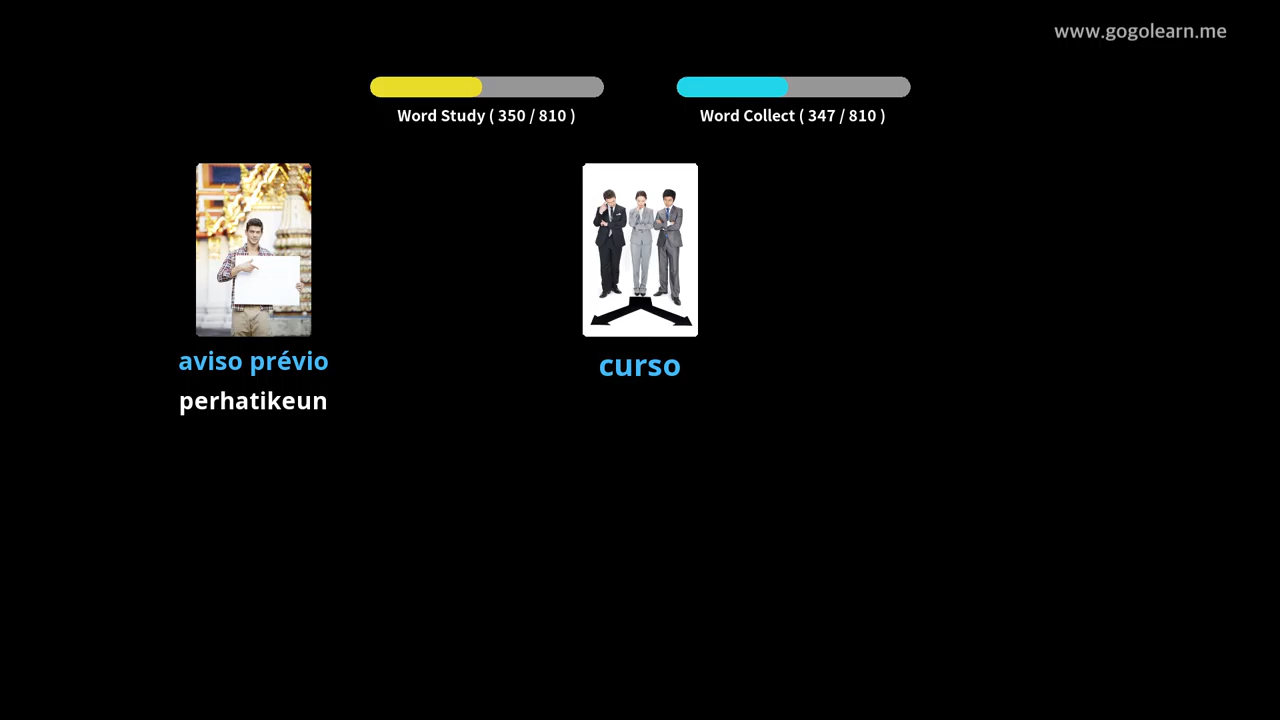 www.gogolearn.me
Word Study ( 350 / 810 )
Word Collect ( 347 / 810 )
aviso prévio
perhatikeun
curso